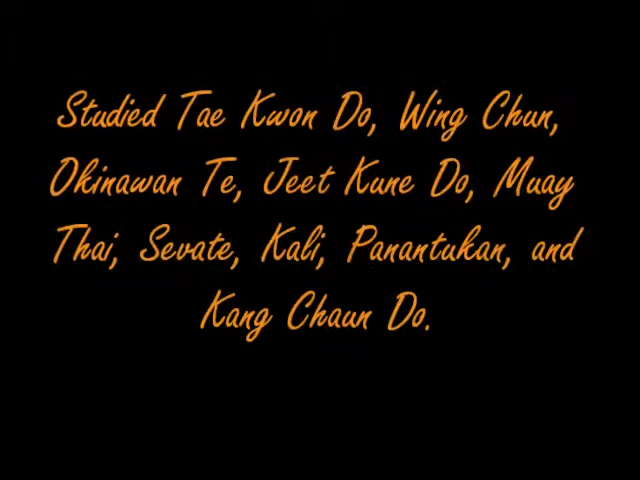 Studied Tae Kwon Do, Wing Chun,
Okinawan Te, Jeet Kune Do, Muay
Thai, Sevate, Kali, Panantukan, and
Kang Chaun Do.